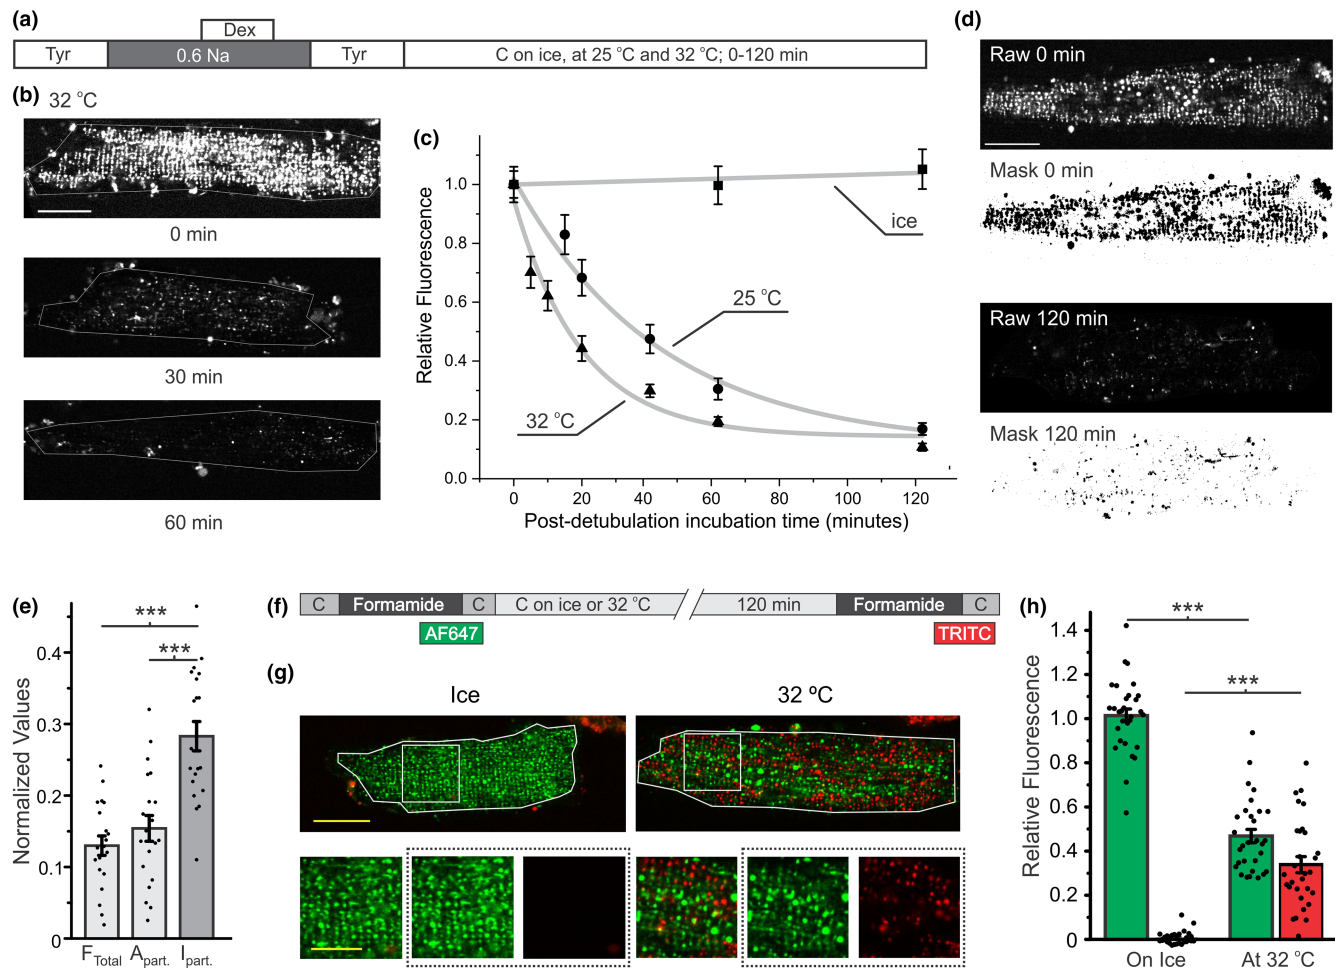 (a)
Dex
Tyr 0.6 Na Tyr C on ice, at 25 °C and 32 °C; 0-120 min
(b) 32 °C
0 min
30 min
60 min
(c)
Relative Fluorescence
1.0
0.8
0.6
0.4
0.2
0.0
ice
25 °C
32 °C
0 20 40 60 80 100 120
Post-detubulation incubation time (minutes)
(d)
Raw 0 min
Mask 0 min
Raw 120 min
Mask 120 min
(e)
Normalized Values
0.4
0.3
0.2
0.1
0
*** 
***
FTotal Apart. Ipart.
(f) C Formamide C C on ice or 32 °C 120 min Formamide C
AF647 TRITC
(g)
Ice 32 ºC
(h)
Relative Fluorescence
1.4
1.2
1.0
0.8
0.6
0.4
0.2
0
***
***
On Ice At 32 °C